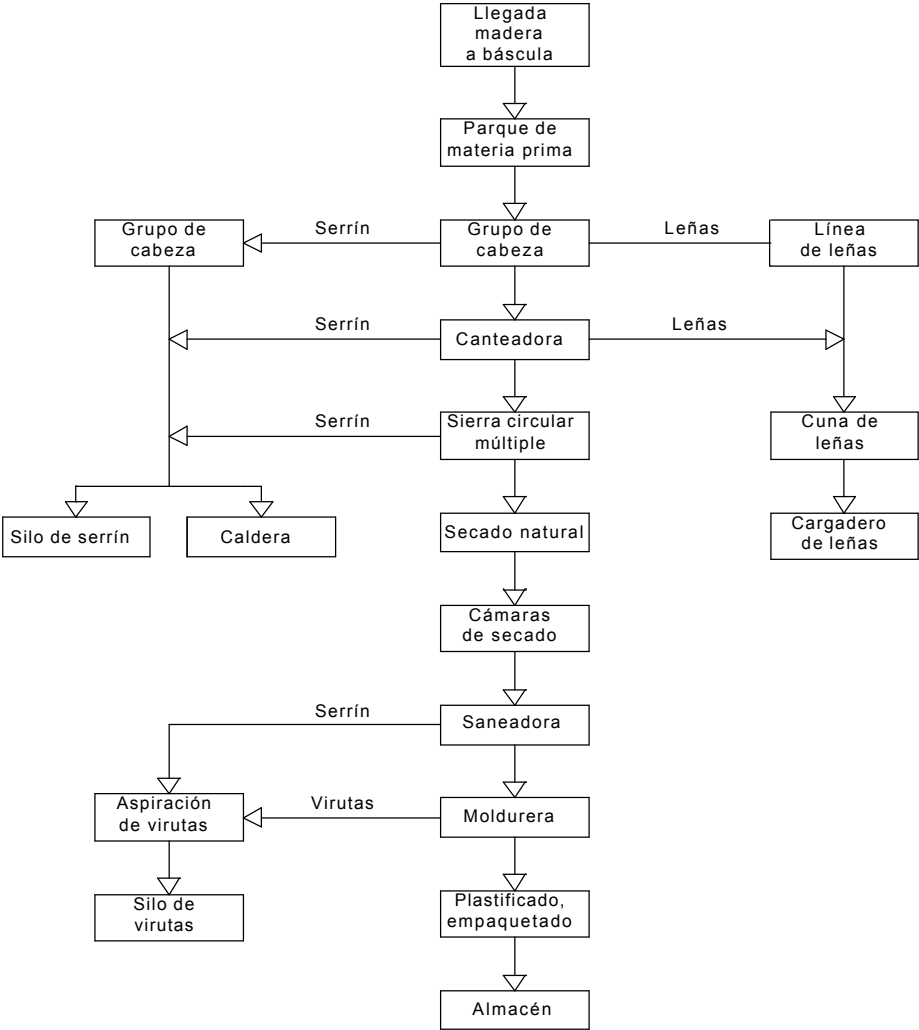 Llegada
madera
a báscula
Parque de
materia prima
Grupo de
cabeza
Serrín
Grupo de
cabeza
Leñas
Línea
de leñas
Serrín
Canteadora
Leñas
Serrín
Sierra circular
múltiple
Cuna de
leñas
Silo de serrín
Caldera
Secado natural
Cargadero
de leñas
Cámaras
de secado
Serrín
Saneadora
Aspiración
de virutas
Virutas
Moldurera
Silo de
virutas
Plastificado,
empaquetado
Almacén